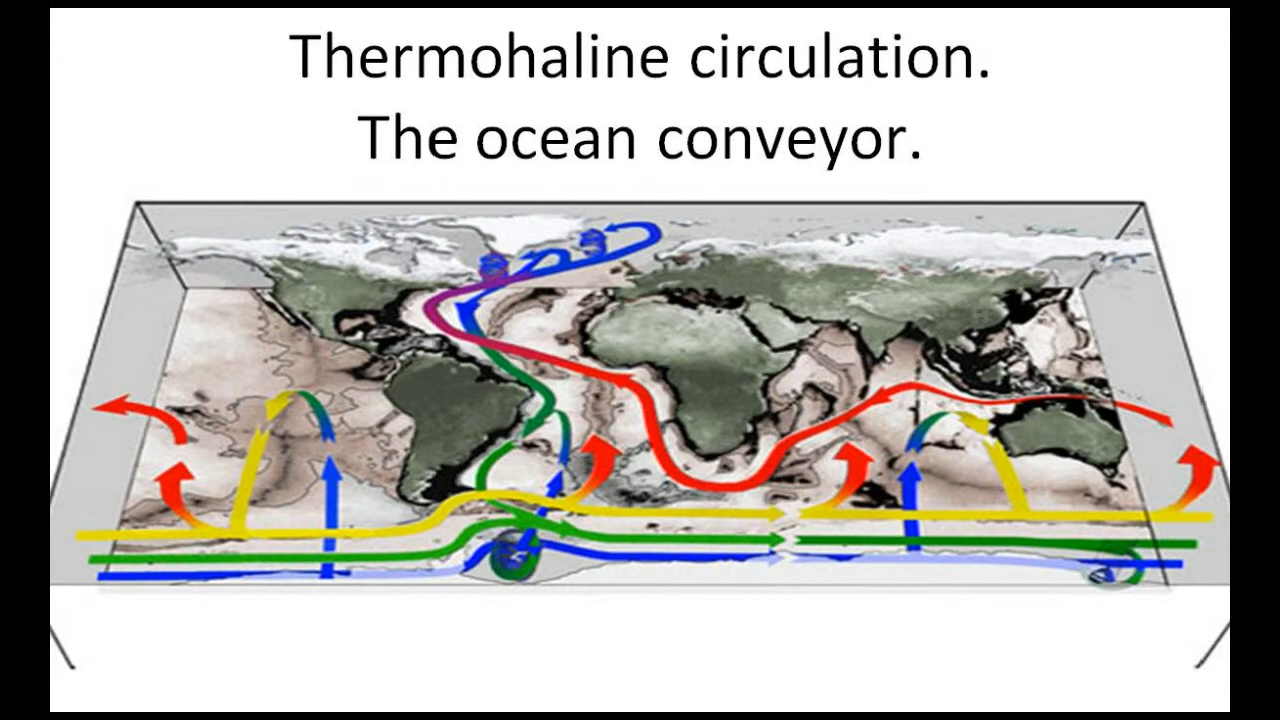 Thermohaline circulation.
The ocean conveyor.